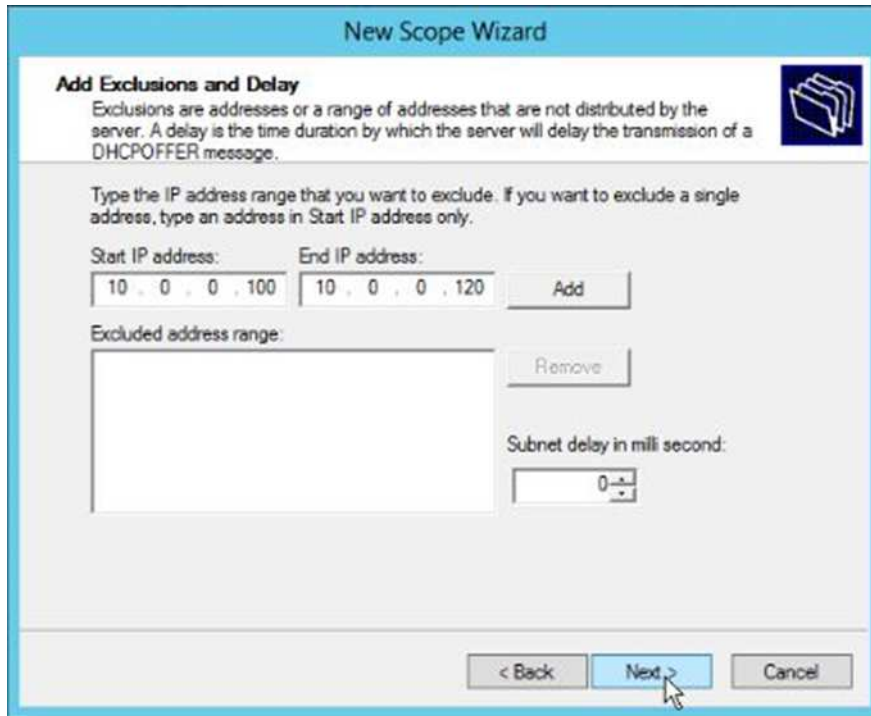 New Scope Wizard
Add Exclusions and Delay
Exclusions are addresses or a range of addresses that are not distributed by the
server. A delay is the time duration by which the server will delay the transmission of a
DHCPOFFER message.
Type the IP address range that you want to exclude. If you want to exclude a single
address, type an address in Start IP address only.
Start IP address: End IP address:
10 . 0 . 0 . 100 10 . 0 . 0 . 120 Add
Excluded address range:
Remove
Subnet delay in milli second:
0
< Back Next > Cancel